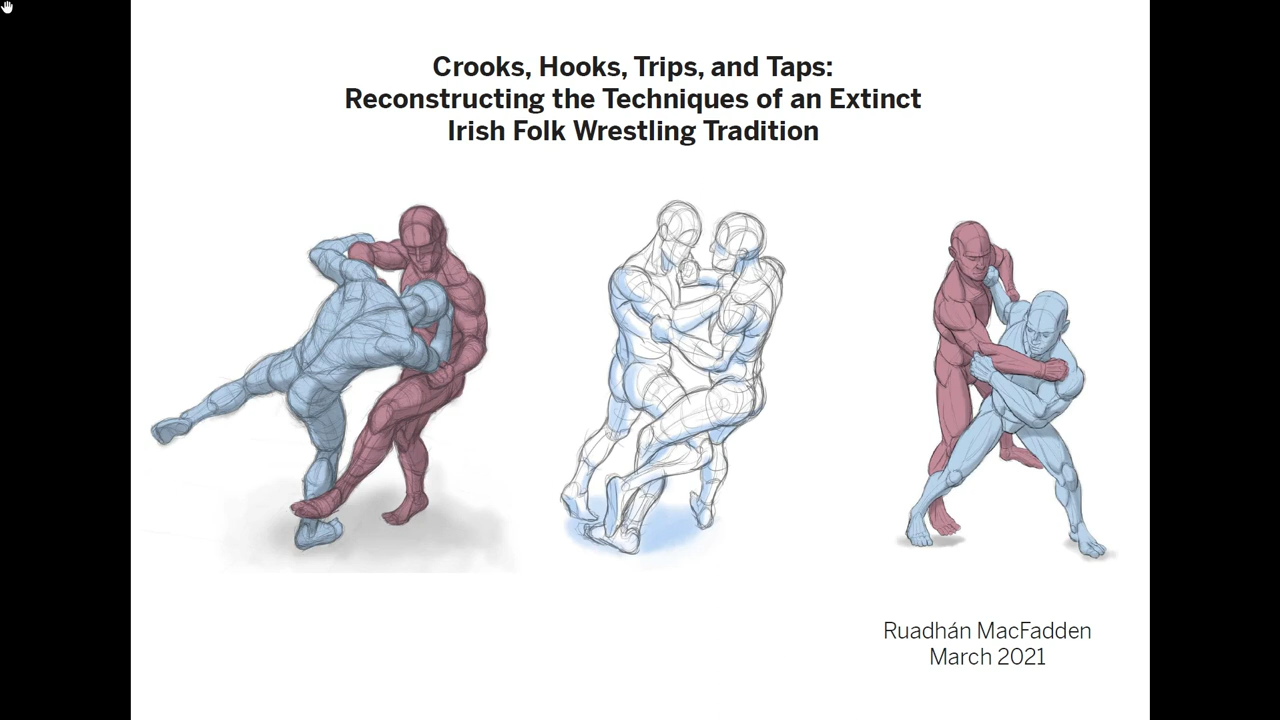 Crooks, Hooks, Trips, and Taps:
Reconstructing the Techniques of an Extinct
Irish Folk Wrestling Tradition
Ruadhán MacFadden
March 2021